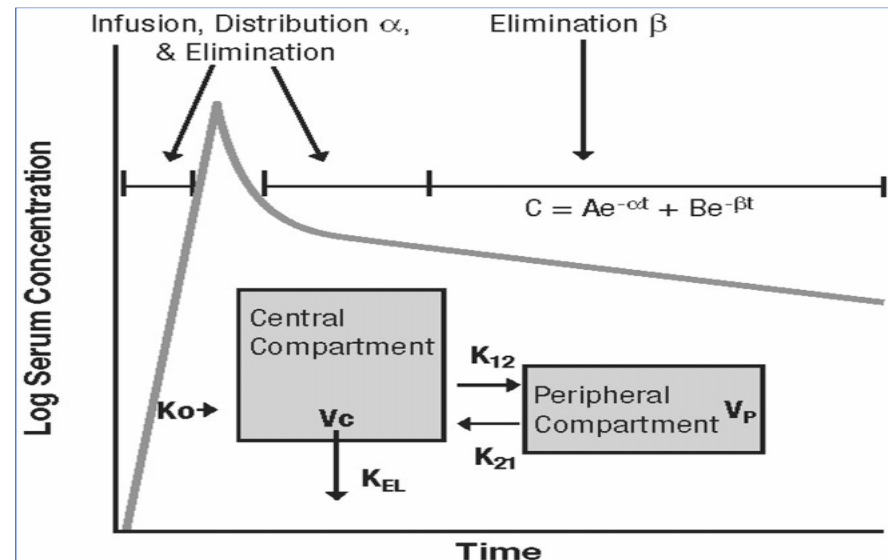 Infusion, Distribution α,
& Elimination
Elimination β
C = Ae-αt + Be-βt
Log Serum Concentration
Central
Compartment
Vc
Ko
K12
K21
KEL
Peripheral
Compartment
VP
Time